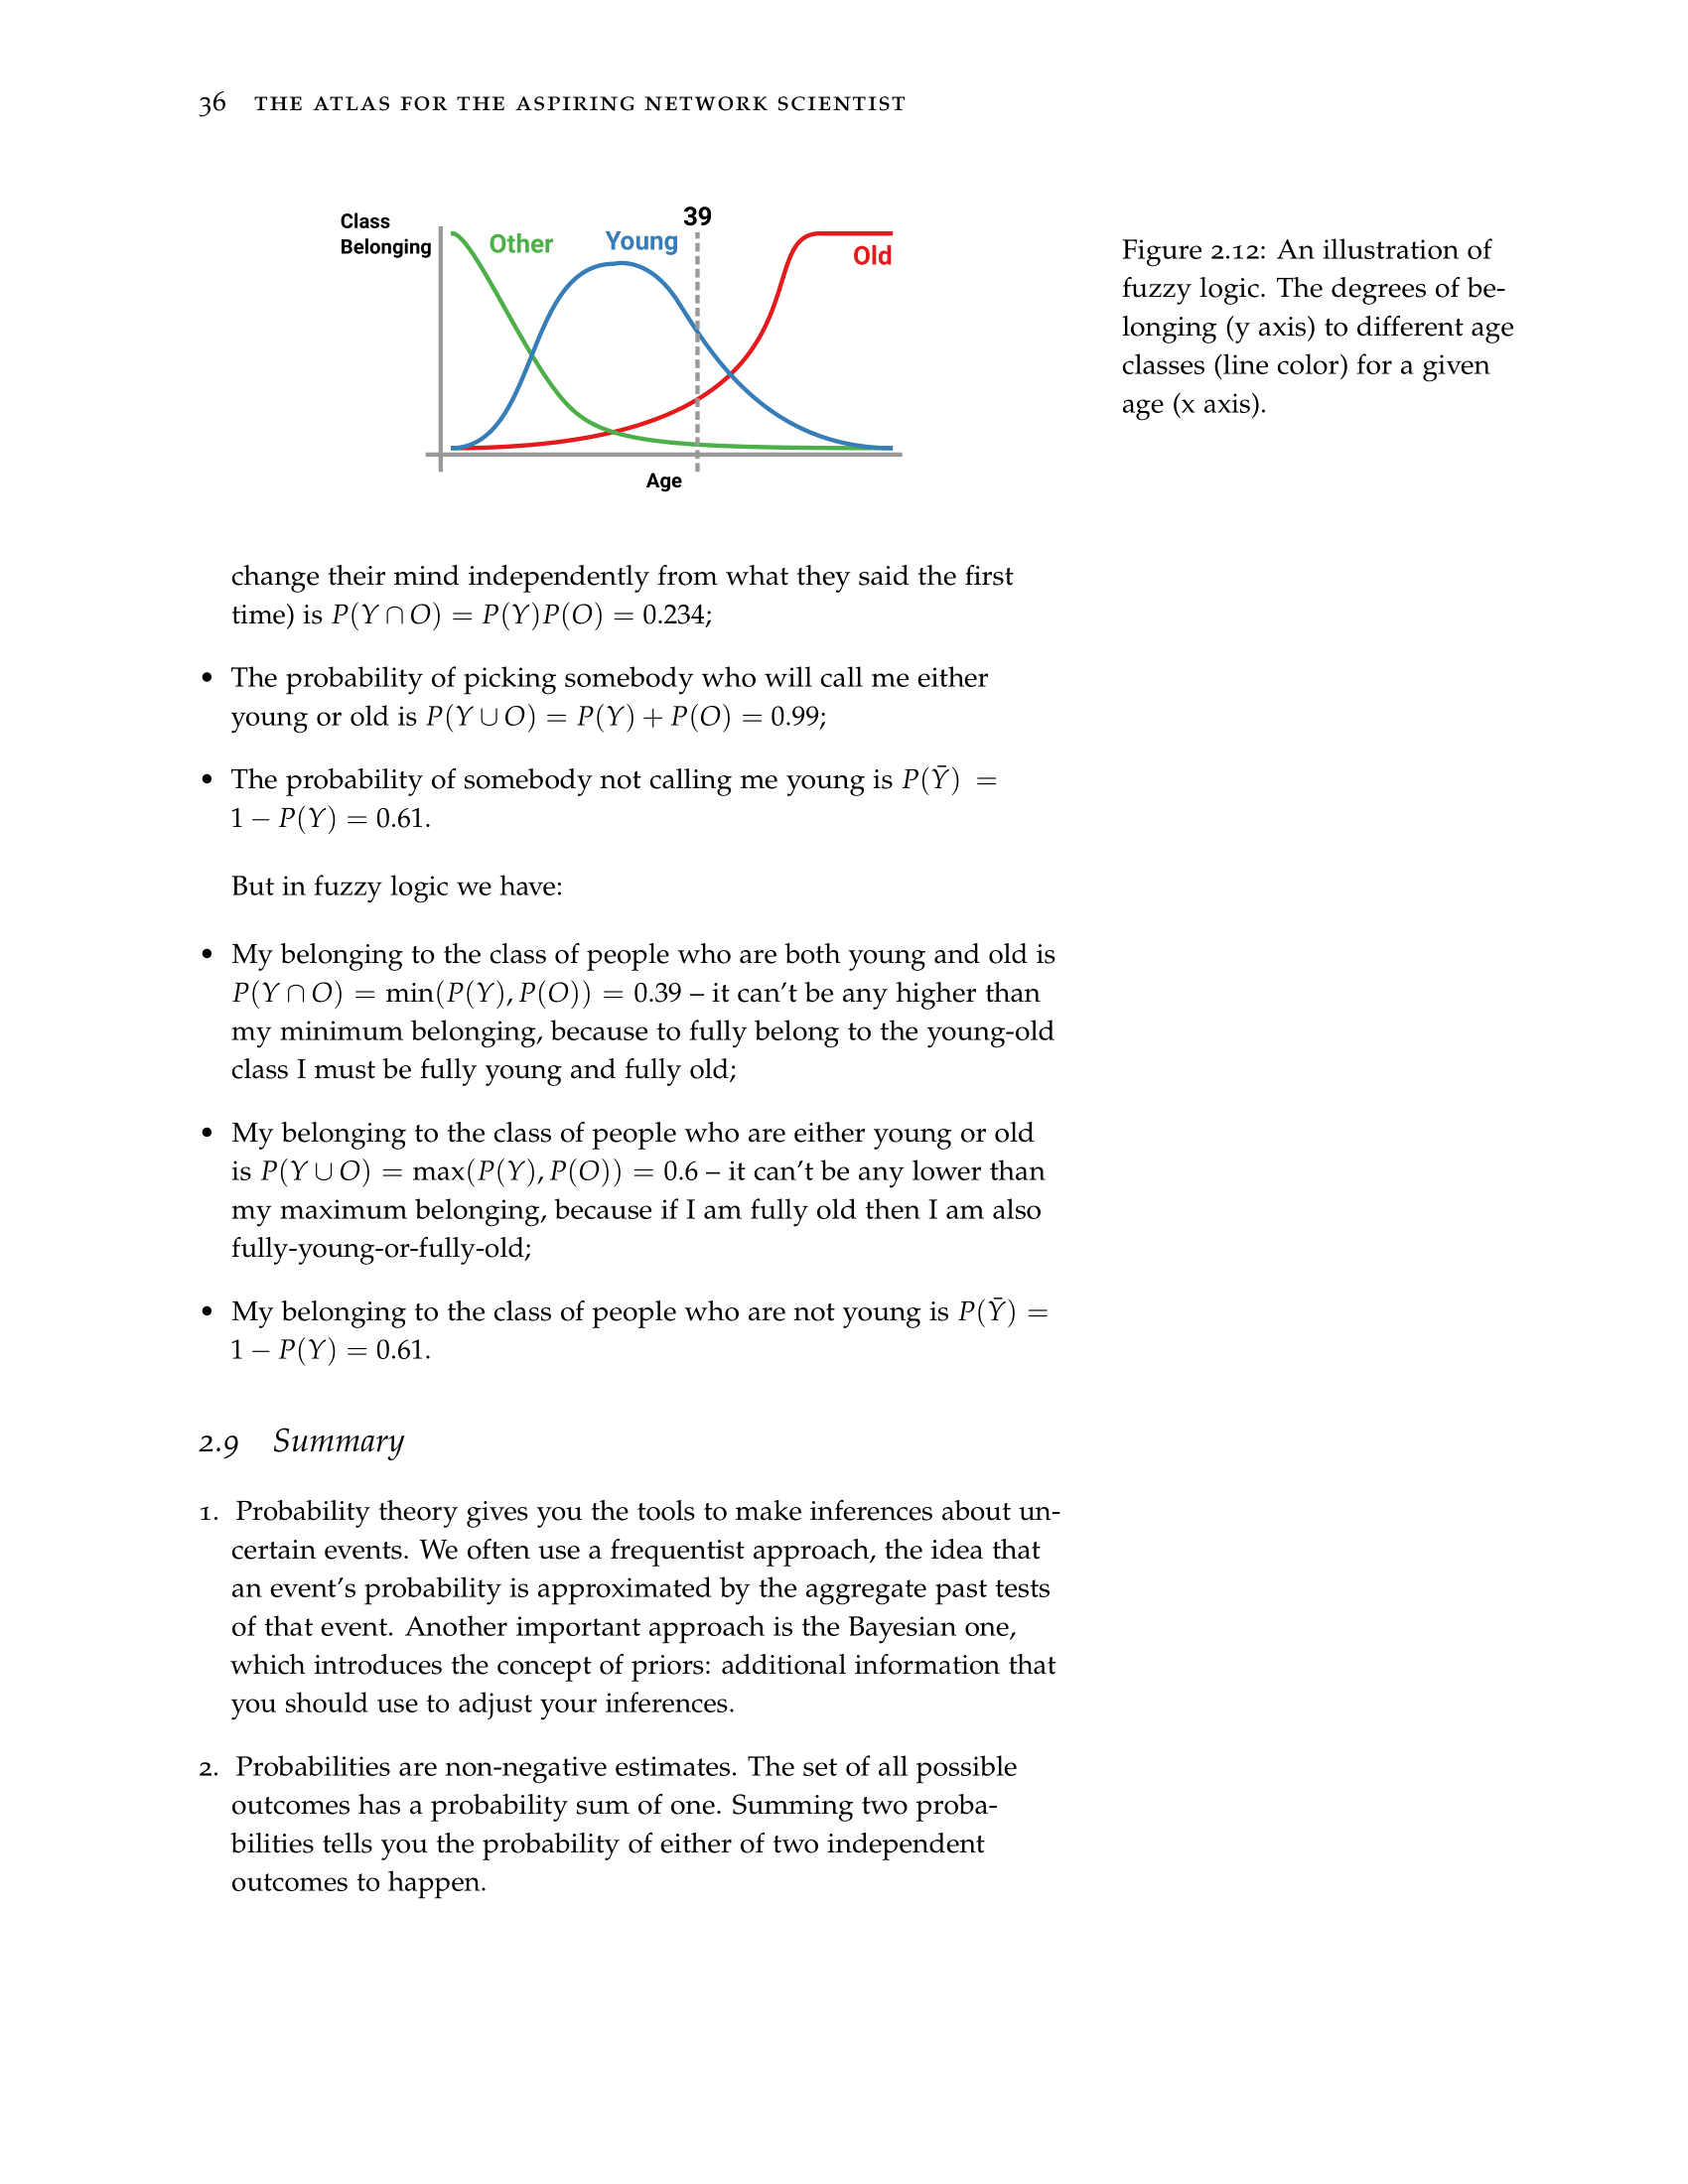 36 THE ATLAS FOR THE ASPIRING NETWORK SCIENTIST
Class
Belonging
Other
Young
39
Old
Age
Figure 2.12: An illustration of
fuzzy logic. The degrees of be-
longing (y axis) to different age
classes (line color) for a given
age (x axis).
change their mind independently from what they said the first
time) is P(Y ∩ O) = P(Y)P(O) = 0.234;
• The probability of picking somebody who will call me either
young or old is P(Y ∪ O) = P(Y) + P(O) = 0.99;
• The probability of somebody not calling me young is P(Ȳ) =
1 − P(Y) = 0.61.
But in fuzzy logic we have:
• My belonging to the class of people who are both young and old is
P(Y ∩ O) = min(P(Y), P(O)) = 0.39 – it can’t be any higher than
my minimum belonging, because to fully belong to the young-old
class I must be fully young and fully old;
• My belonging to the class of people who are either young or old
is P(Y ∪ O) = max(P(Y), P(O)) = 0.6 – it can’t be any lower than
my maximum belonging, because if I am fully old then I am also
fully-young-or-fully-old;
• My belonging to the class of people who are not young is P(Ȳ) =
1 − P(Y) = 0.61.
2.9 Summary
1. Probability theory gives you the tools to make inferences about un-
certain events. We often use a frequentist approach, the idea that
an event’s probability is approximated by the aggregate past tests
of that event. Another important approach is the Bayesian one,
which introduces the concept of priors: additional information that
you should use to adjust your inferences.
2. Probabilities are non-negative estimates. The set of all possible
outcomes has a probability sum of one. Summing two proba-
bilities tells you the probability of either of two independent
outcomes to happen.